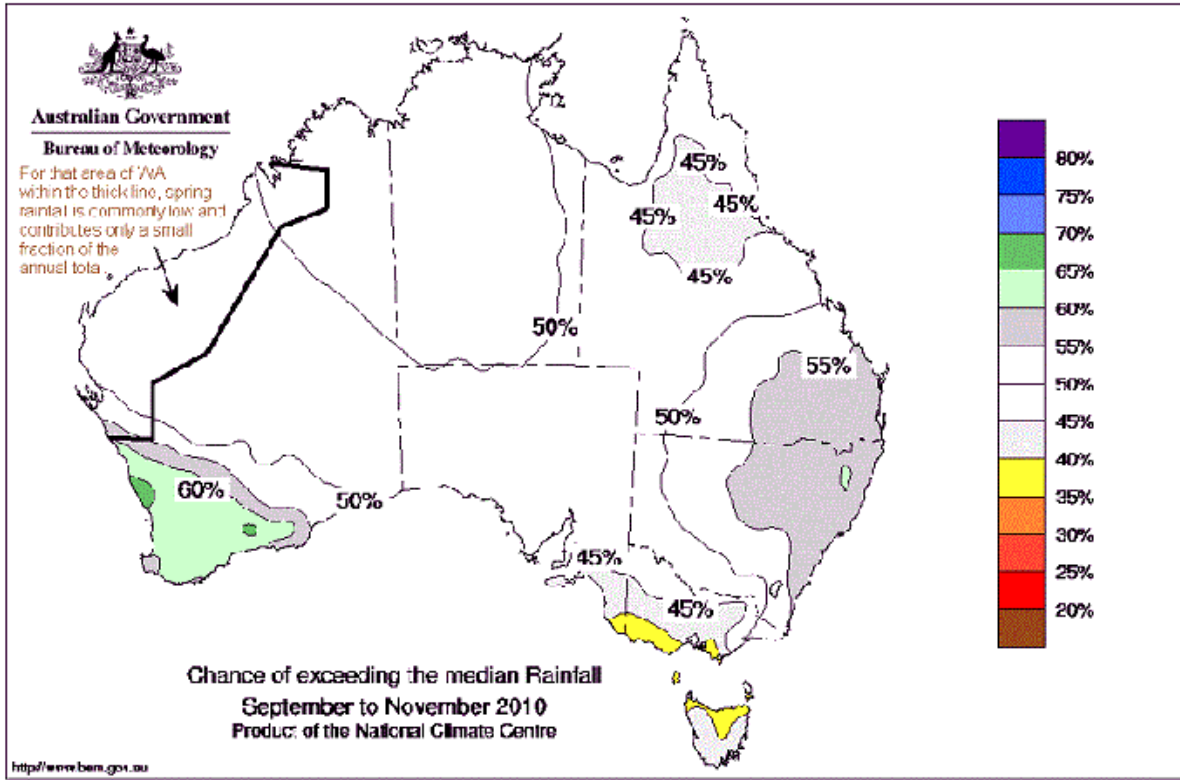 Australian Government
Bureau of Meteorology
For that area of WA
within the thick line, spring
rainfall is commonly low and
contributes only a small
fraction of the
annual total.
45%
45%
45%
45%
50%
55%
50%
60%
50%
45%
45%
80%
75%
70%
65%
60%
55%
50%
45%
40%
35%
30%
25%
20%
Chance of exceeding the median Rainfall
September to November 2010
Product of the National Climate Centre
http://www.bom.gov.au